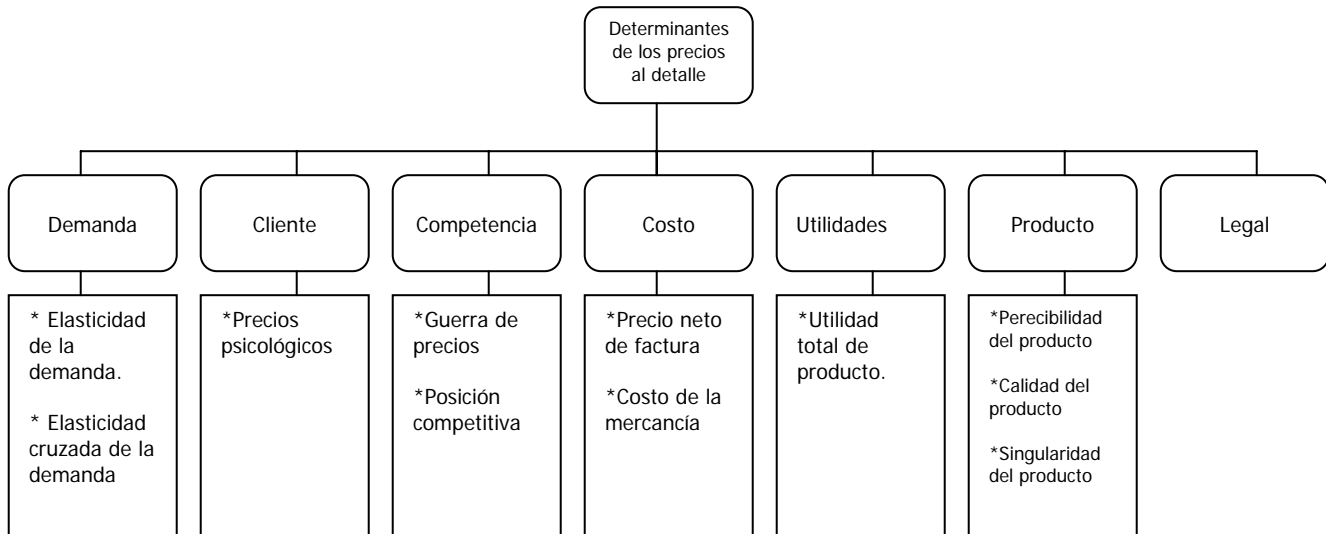 Determinantes
de los precios
al detalle
Demanda
Cliente
Competencia
Costo
Utilidades
Producto
Legal
* Elasticidad
de la
demanda.
* Elasticidad
cruzada de la
demanda
*Precios
psicológicos
*Guerra de
precios
*Posición
competitiva
*Precio neto
de factura
*Costo de la
mercancía
*Utilidad
total de
producto.
*Perecibilidad
del producto
*Calidad del
producto
*Singularidad
del producto